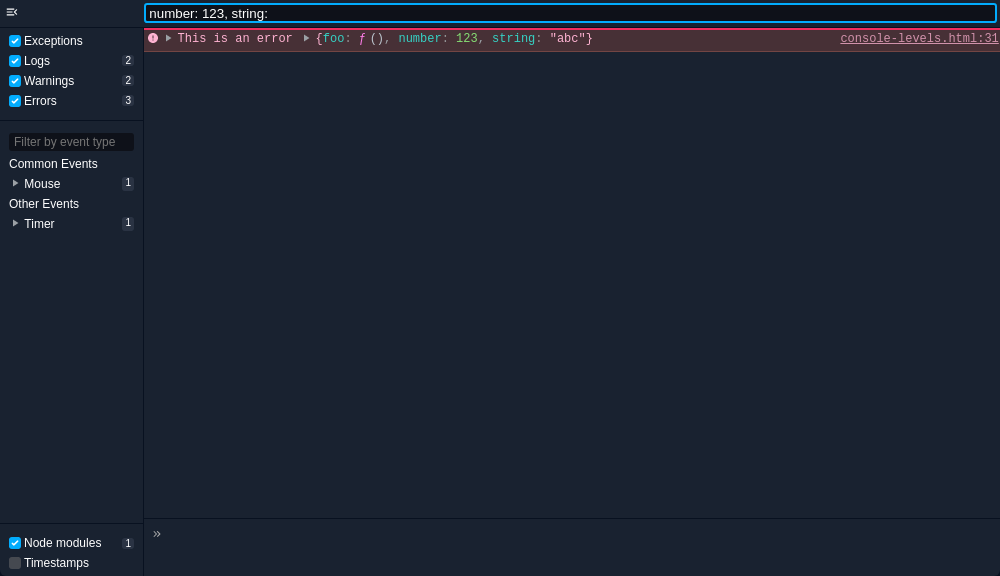 number: 123, string:
This is an error {foo: ƒ (), number: 123, string: "abc"} console-levels.html:31
Exceptions
Logs 2
Warnings 2
Errors 3
Filter by event type
Common Events
Mouse 1
Other Events
Timer 1
Node modules 1
Timestamps
»